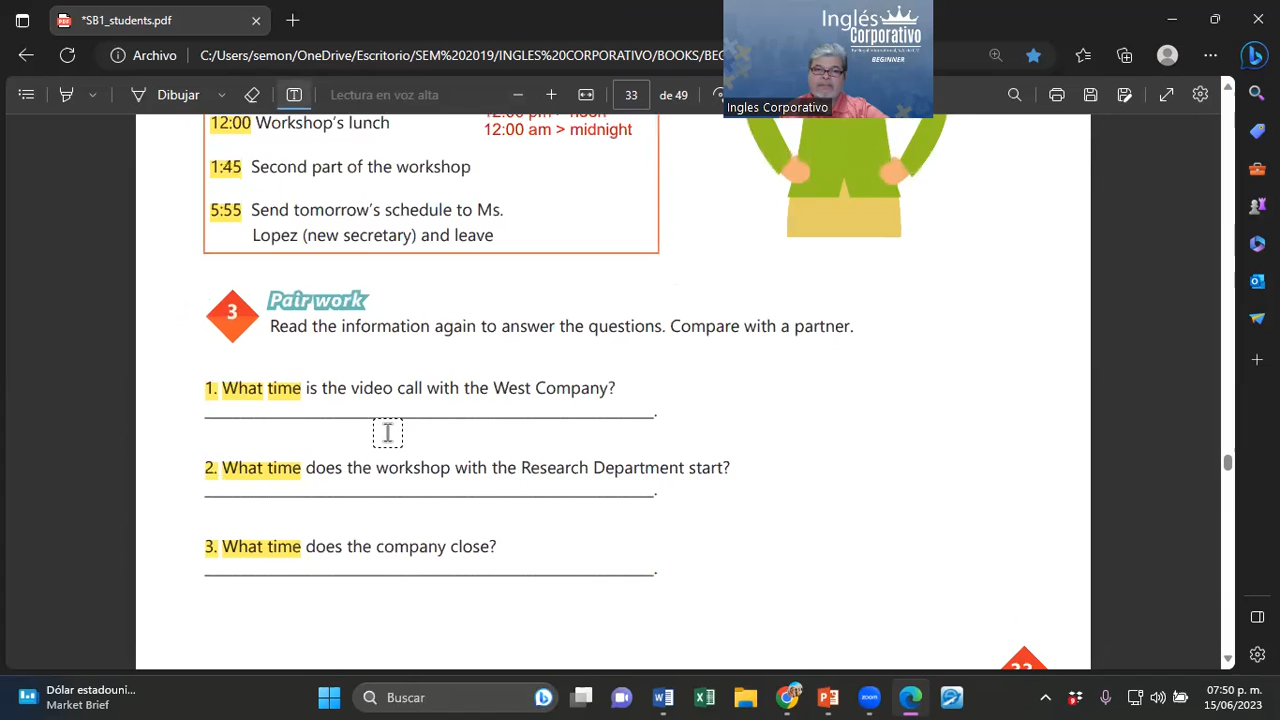 *SB1_students.pdf
Archivo
C:/Users/semon/OneDrive/Escritorio/SEM%202019/INGLES%20CORPORATIVO/BOOKS/BEG
Inglés
Corporativo
BEGINNER
Ingles Corporativo
Dibujar
Lectura en voz alta
33
de 49
12:00 Workshop's lunch
12:00 am > midnight
1:45 Second part of the workshop
5:55 Send tomorrow's schedule to Ms.
Lopez (new secretary) and leave
3
Pair work
Read the information again to answer the questions. Compare with a partner.
1. What time is the video call with the West Company?
2. What time does the workshop with the Research Department start?
3. What time does the company close?
Dólar estadouni...
Market Brief
Buscar
07:50 p. m.
15/06/2023